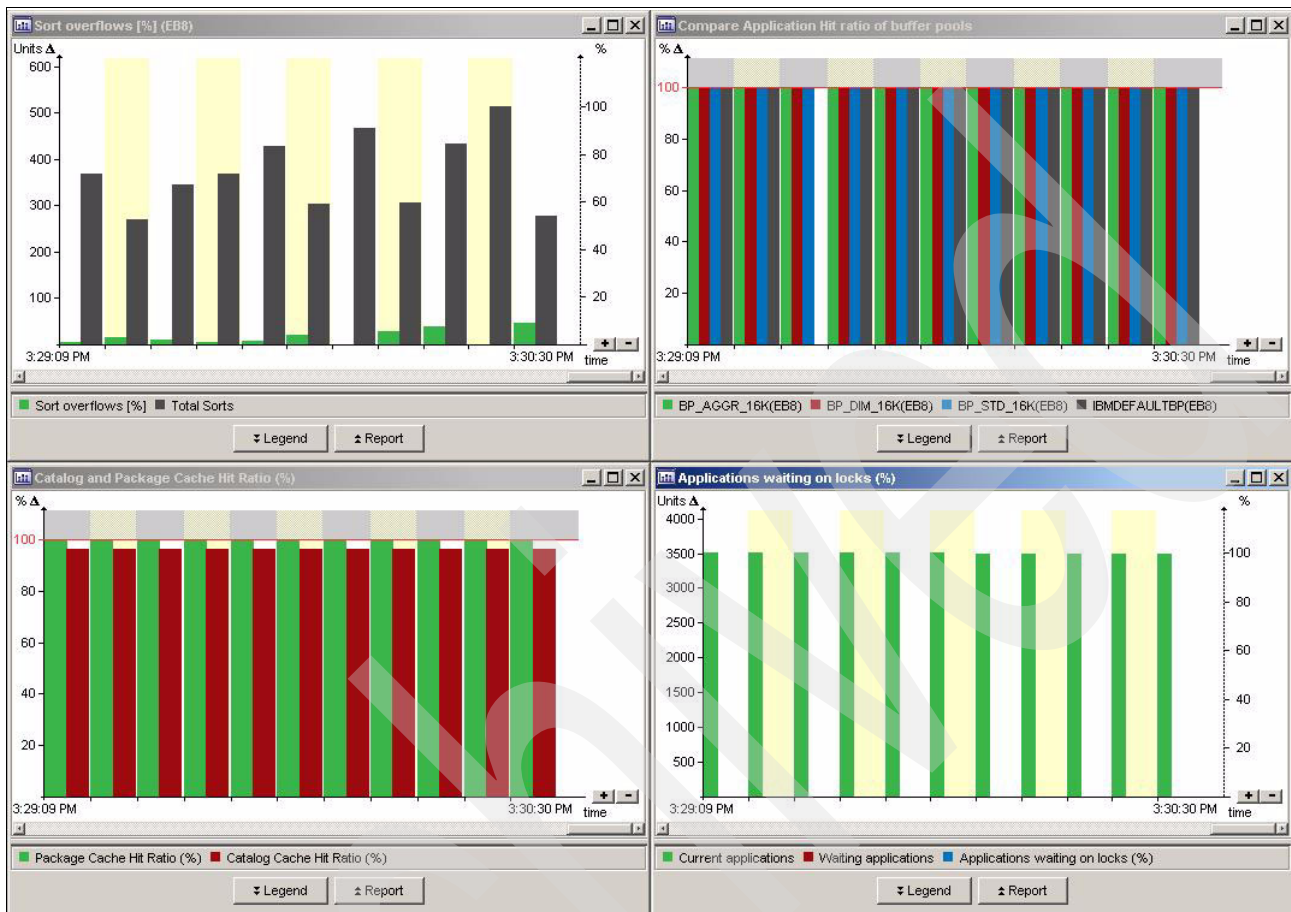 Sort overflows [%] (EB8)
Units Δ
%
600
500
400
300
200
100
100
80
60
40
20
3:29:09 PM
3:30:30 PM
time
+ -
Sort overflows [%] Total Sorts
Legend Report
Compare Application Hit ratio of buffer pools
% Δ
100
80
60
40
20
3:29:09 PM
3:30:30 PM
time
+ -
BP_AGGR_16K(EB8) BP_DIM_16K(EB8) BP_STD_16K(EB8) IBMDEFAULTBP(EB8)
Legend Report
Catalog and Package Cache Hit Ratio (%)
% Δ
100
80
60
40
20
3:29:09 PM
3:30:30 PM
time
+ -
Package Cache Hit Ratio (%) Catalog Cache Hit Ratio (%)
Legend Report
Applications waiting on locks (%)
Units Δ
%
4000
3500
3000
2500
2000
1500
1000
500
100
80
60
40
20
3:29:09 PM
3:30:30 PM
time
+ -
Current applications Waiting applications Applications waiting on locks (%)
Legend Report